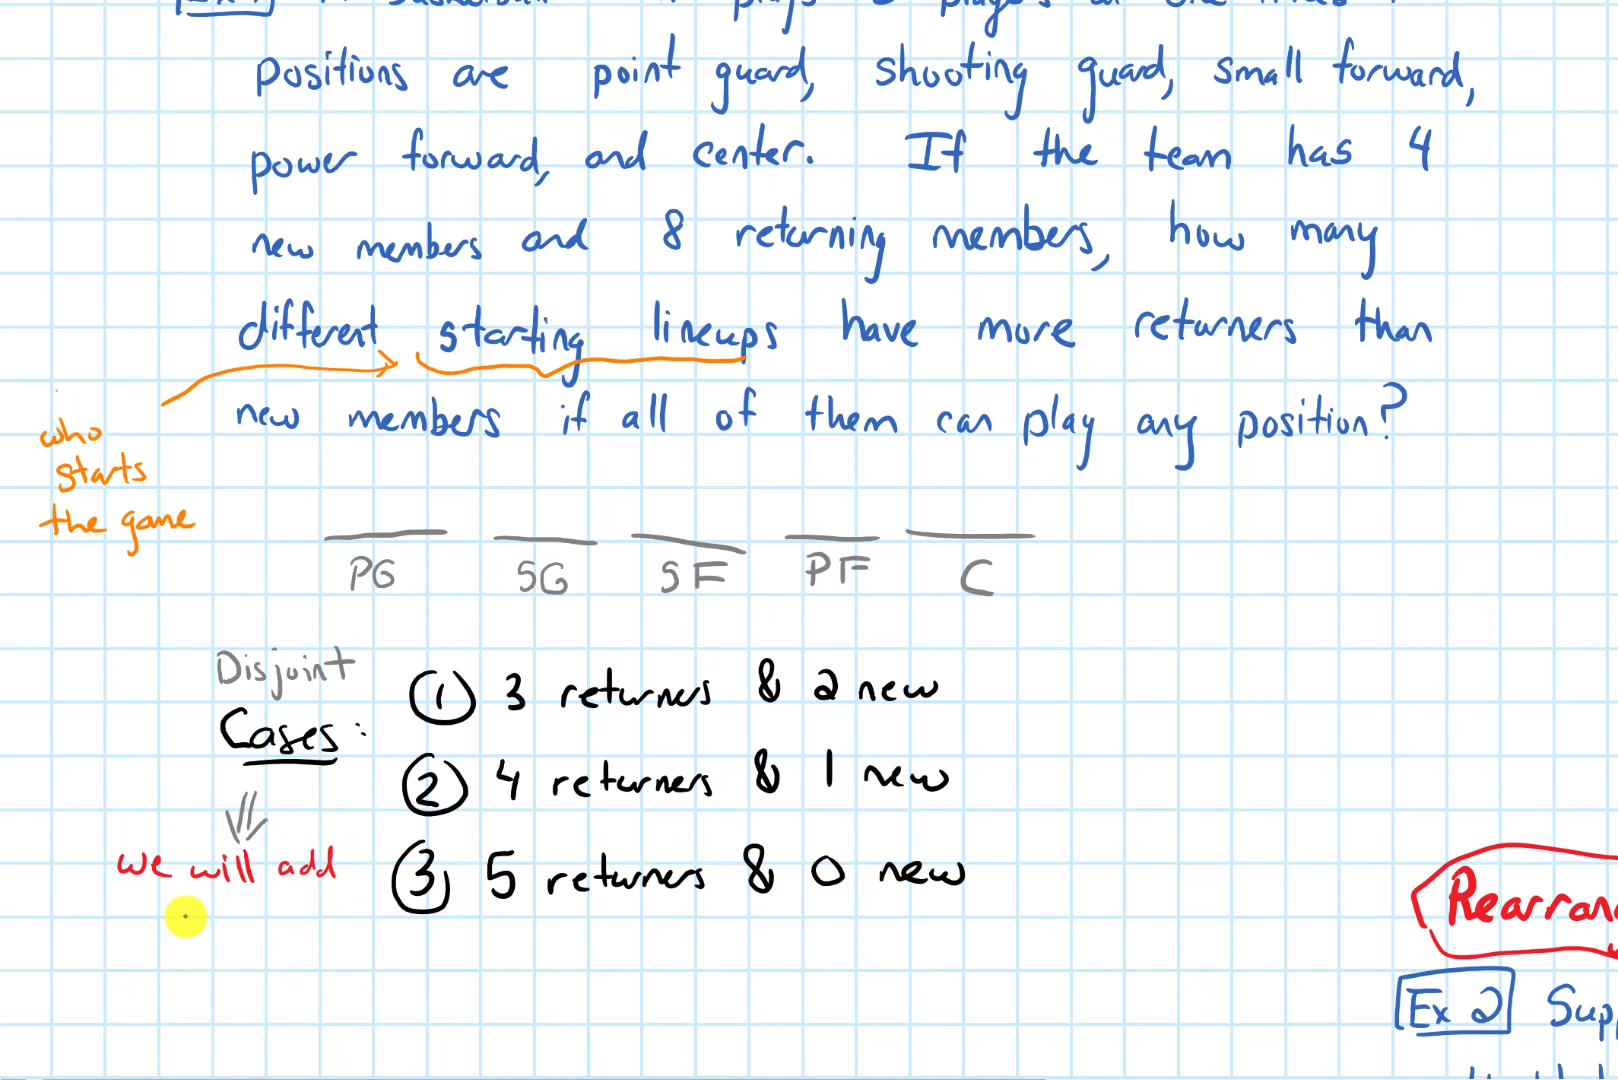 positions are point guard, shooting guard, small forward,
power forward, and center. If the team has 4
new members and 8 returning members, how many
different starting lineups have more returners than
new members if all of them can play any position?
who
starts
the game
PG SG SF PF C
Disjoint
Cases:
① 3 returners & 2 new
② 4 returners & 1 new
③ 5 returners & 0 new
we will add
Ex 2